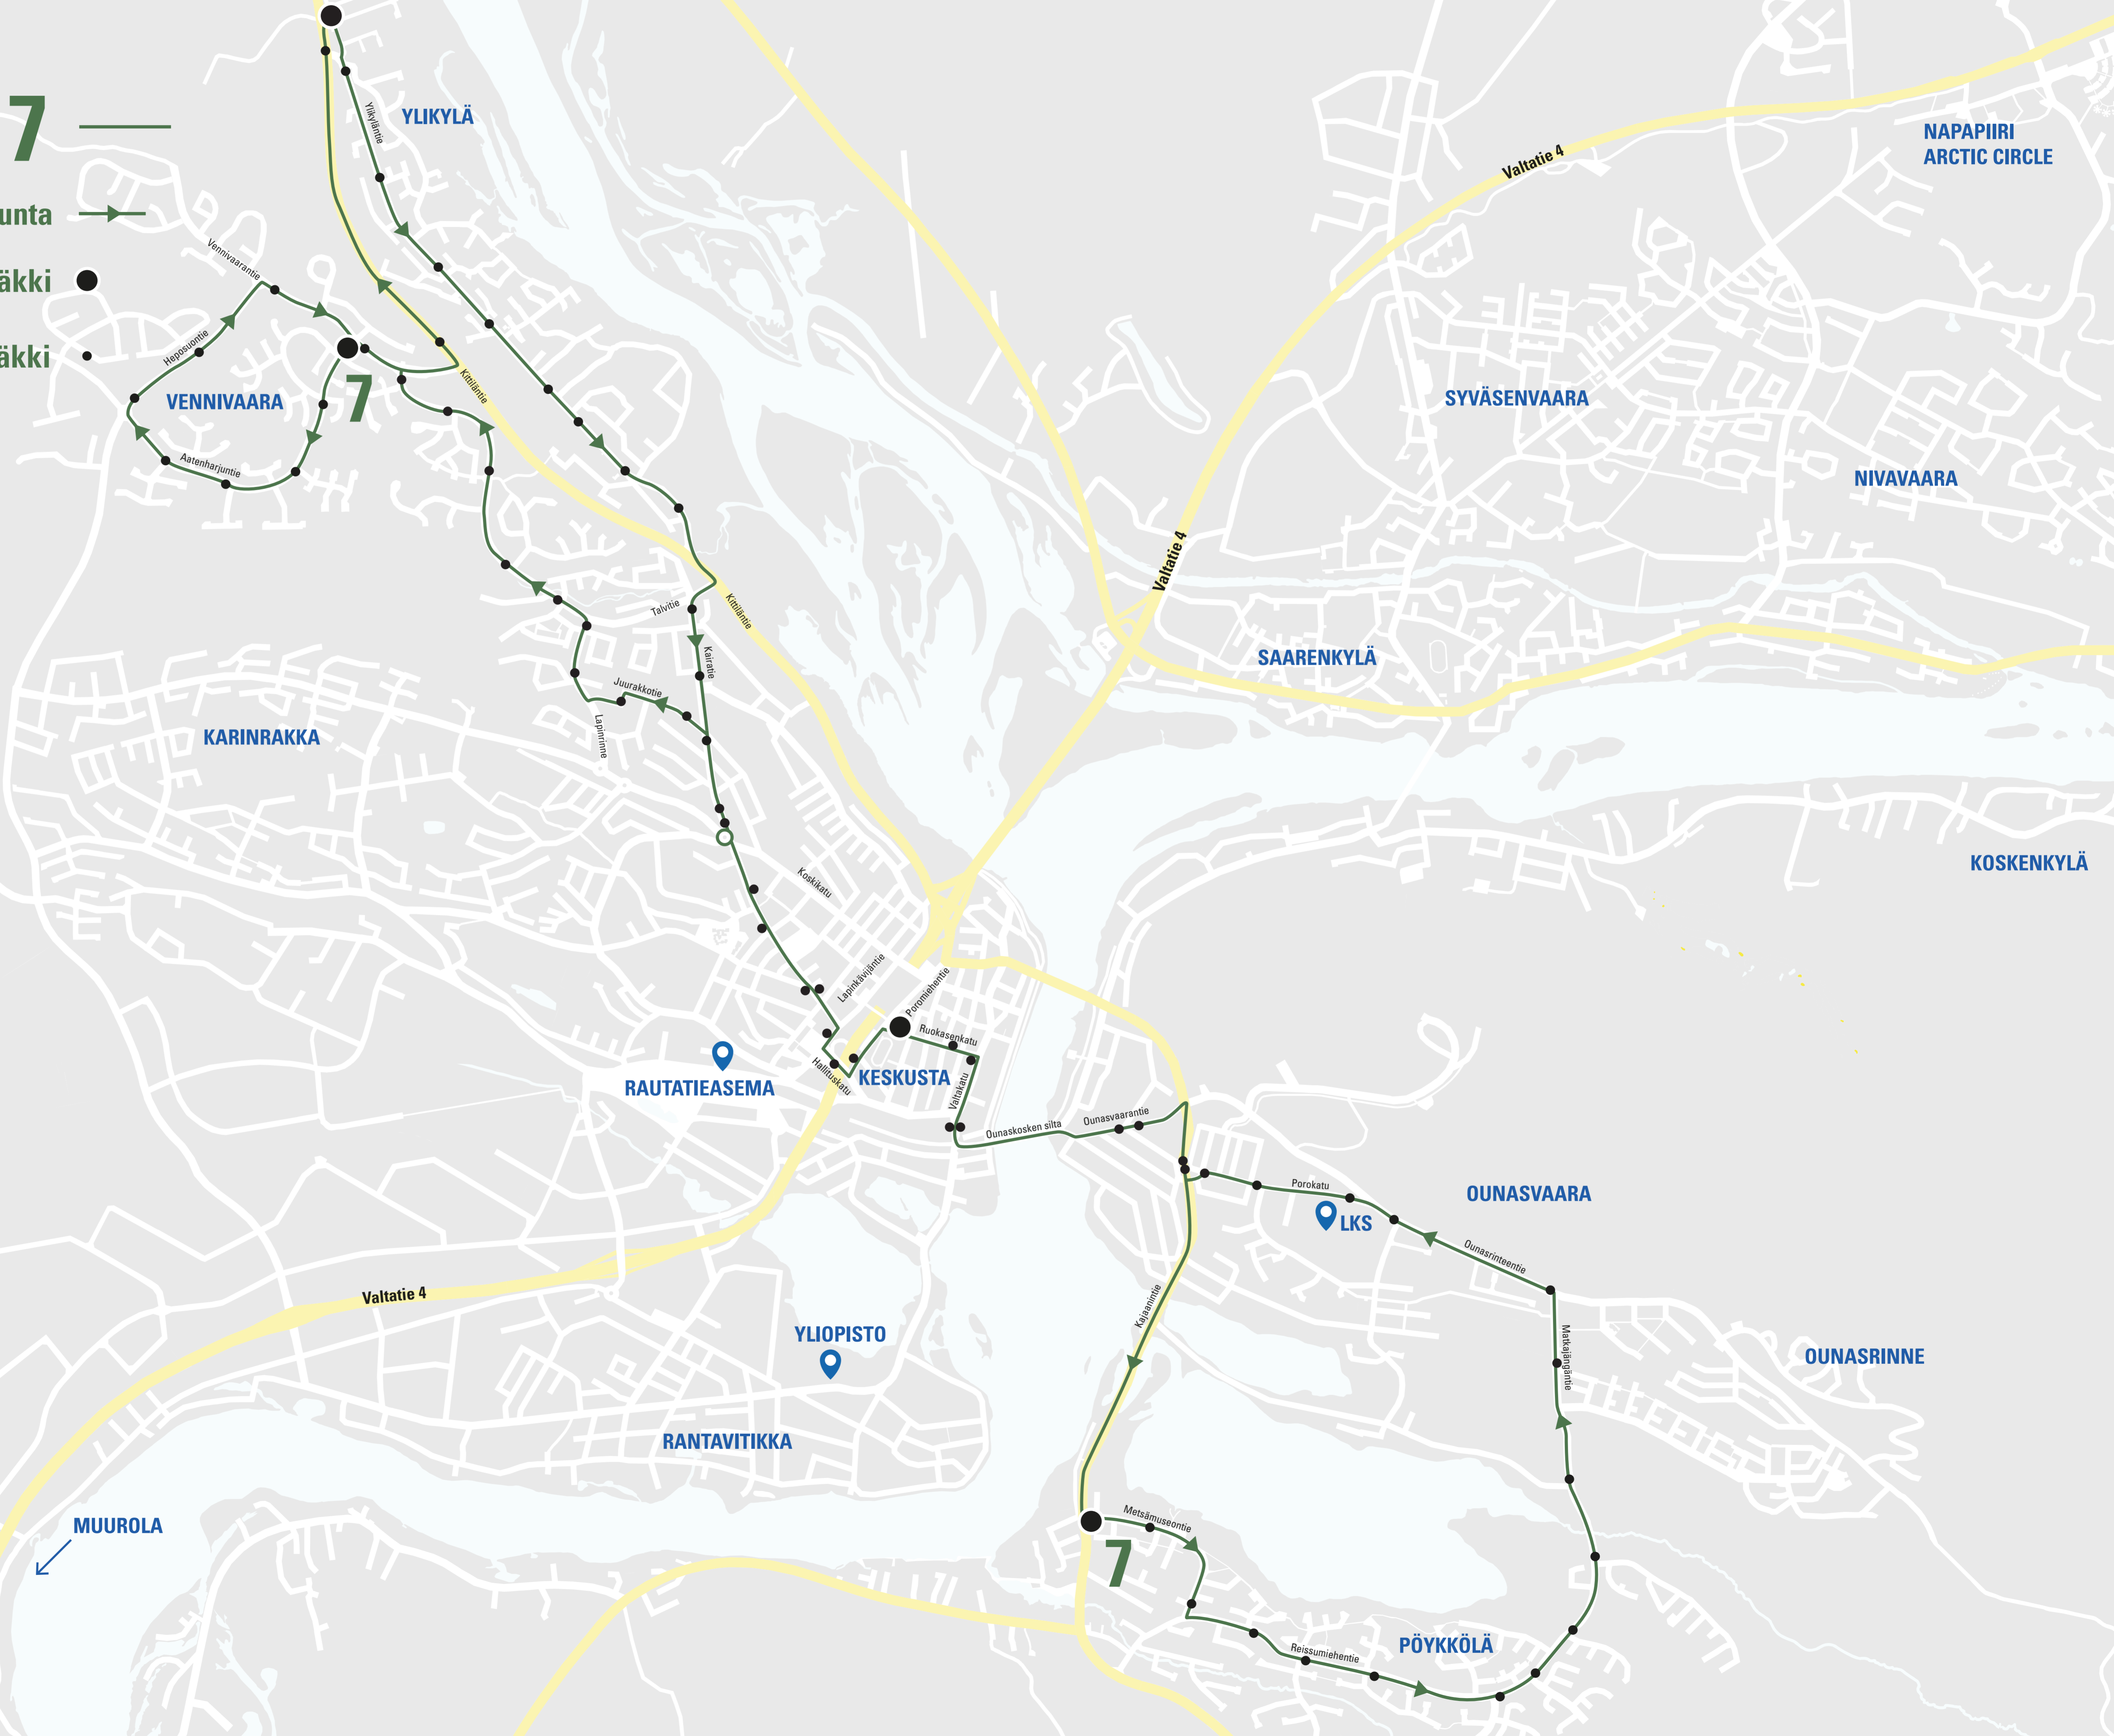 7
unta
äkki
äkki
YLIKYLÄ
Ylikyläntie
Valtatie 4
NAPAPIIRI
ARCTIC CIRCLE
Vennivaarantie
Heposuontie
VENNIVAARA
7
Kittiläntie
Aatenharjuntie
SYVÄSENVAARA
NIVAVAARA
Valtatie 4
Talvitie
Kittiläntie
Kairatie
SAARENKYLÄ
Juurakkotie
Lapinrinne
KARINRAKKA
Koskikatu
KOSKENKYLÄ
Lapinkävijäntie
Poromiehentie
Ruokasenkatu
RAUTATIEASEMA
Hallituskatu
KESKUSTA
Valtakatu
Ounaskosken silta
Ounasvaarantie
Porokatu
LKS
OUNASVAARA
Ounasrinteentie
Valtatie 4
Kajaanintie
YLIOPISTO
Matkajängäntie
OUNASRINNE
RANTAVITIKKA
MUUROLA
Metsämuseontie
7
Reissumiehentie
PÖYKKÖLÄ